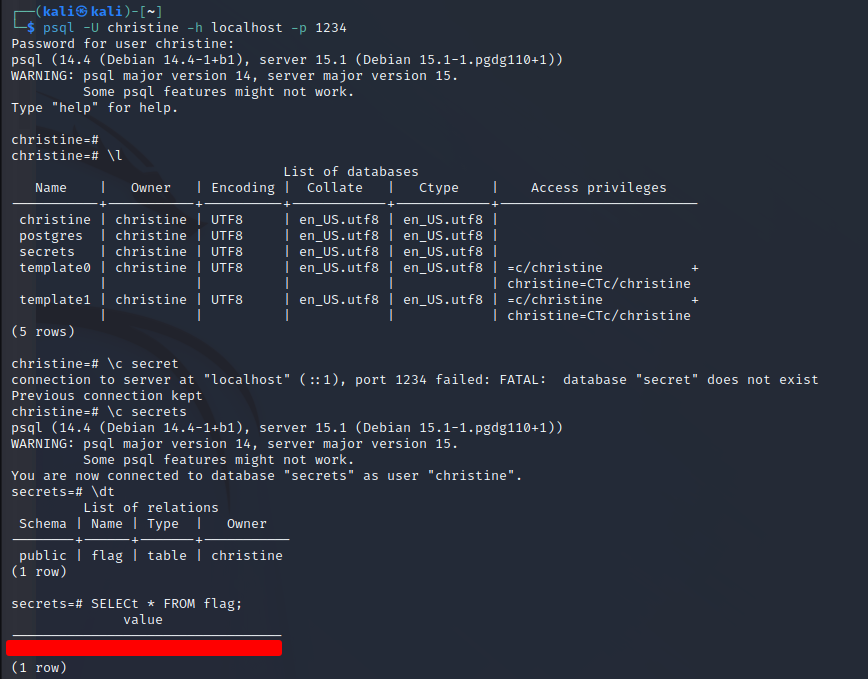 ┌──(kali㉿kali)-[~]
└─$ psql -U christine -h localhost -p 1234
Password for user christine:
psql (14.4 (Debian 14.4-1+b1), server 15.1 (Debian 15.1-1.pgdg110+1))
WARNING: psql major version 14, server major version 15.
         Some psql features might not work.
Type "help" for help.

christine=#
christine=# \l
                                  List of databases
   Name    |   Owner   | Encoding |  Collate   |   Ctype    |    Access privileges
-----------+-----------+----------+------------+------------+-------------------------
 christine | christine | UTF8     | en_US.utf8 | en_US.utf8 |
 postgres  | christine | UTF8     | en_US.utf8 | en_US.utf8 |
 secrets   | christine | UTF8     | en_US.utf8 | en_US.utf8 |
 template0 | christine | UTF8     | en_US.utf8 | en_US.utf8 | =c/christine           +
           |           |          |            |            | christine=CTc/christine
 template1 | christine | UTF8     | en_US.utf8 | en_US.utf8 | =c/christine           +
           |           |          |            |            | christine=CTc/christine
(5 rows)

christine=# \c secret
connection to server at "localhost" (::1), port 1234 failed: FATAL:  database "secret" does not exist
Previous connection kept
christine=# \c secrets
psql (14.4 (Debian 14.4-1+b1), server 15.1 (Debian 15.1-1.pgdg110+1))
WARNING: psql major version 14, server major version 15.
         Some psql features might not work.
You are now connected to database "secrets" as user "christine".
secrets=# \dt
         List of relations
 Schema | Name | Type  |   Owner
--------+------+-------+-----------
 public | flag | table | christine
(1 row)

secrets=# SELECt * FROM flag;
              value
----------------------------------
(1 row)